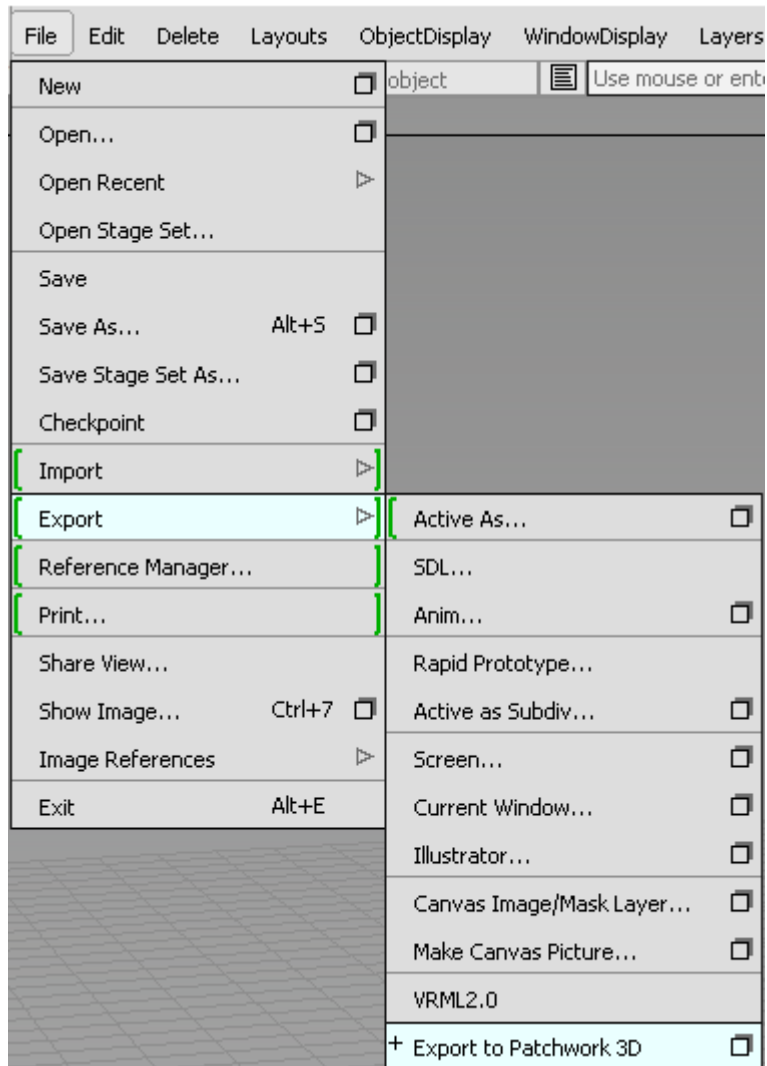 File Edit Delete Layouts ObjectDisplay WindowDisplay Layers
object Use mouse or ent
New
Open...
Open Recent
Open Stage Set...
Save
Save As... Alt+S
Save Stage Set As...
Checkpoint
Import
Export
Reference Manager...
Print...
Share View...
Show Image... Ctrl+7
Image References
Exit Alt+E
Active As...
SDL...
Anim...
Rapid Prototype...
Active as Subdiv...
Screen...
Current Window...
Illustrator...
Canvas Image/Mask Layer...
Make Canvas Picture...
VRML2.0
+ Export to Patchwork 3D